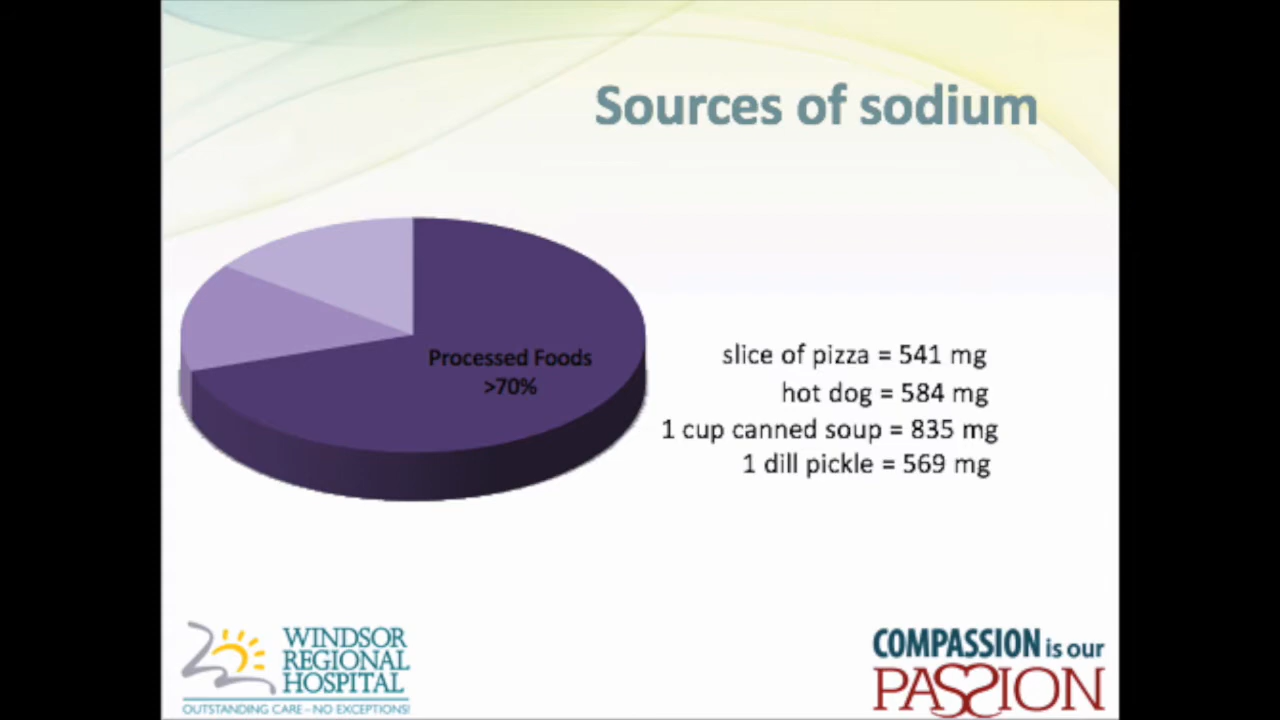 Sources of sodium
Processed Foods
>70%
slice of pizza = 541 mg
hot dog = 584 mg
1 cup canned soup = 835 mg
1 dill pickle = 569 mg
WINDSOR
REGIONAL
HOSPITAL
OUTSTANDING CARE – NO EXCEPTIONS!
COMPASSION is our
PASSION